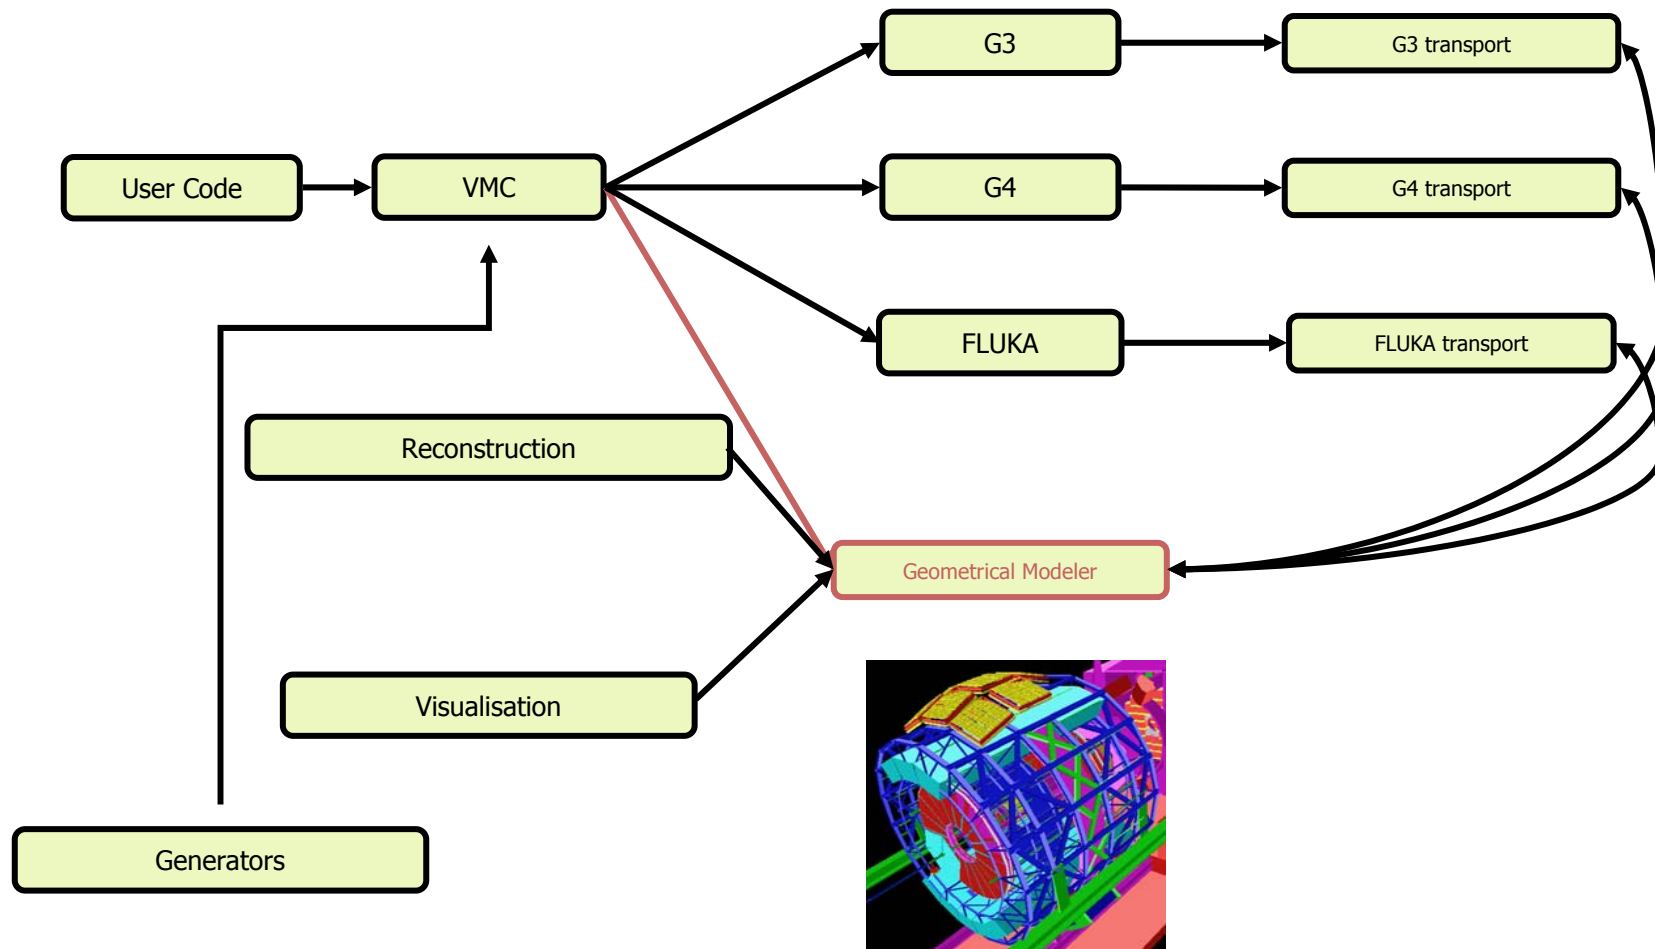 G3
G3 transport
User Code
VMC
G4
G4 transport
FLUKA
FLUKA transport
Reconstruction
Geometrical Modeler
Visualisation
Generators